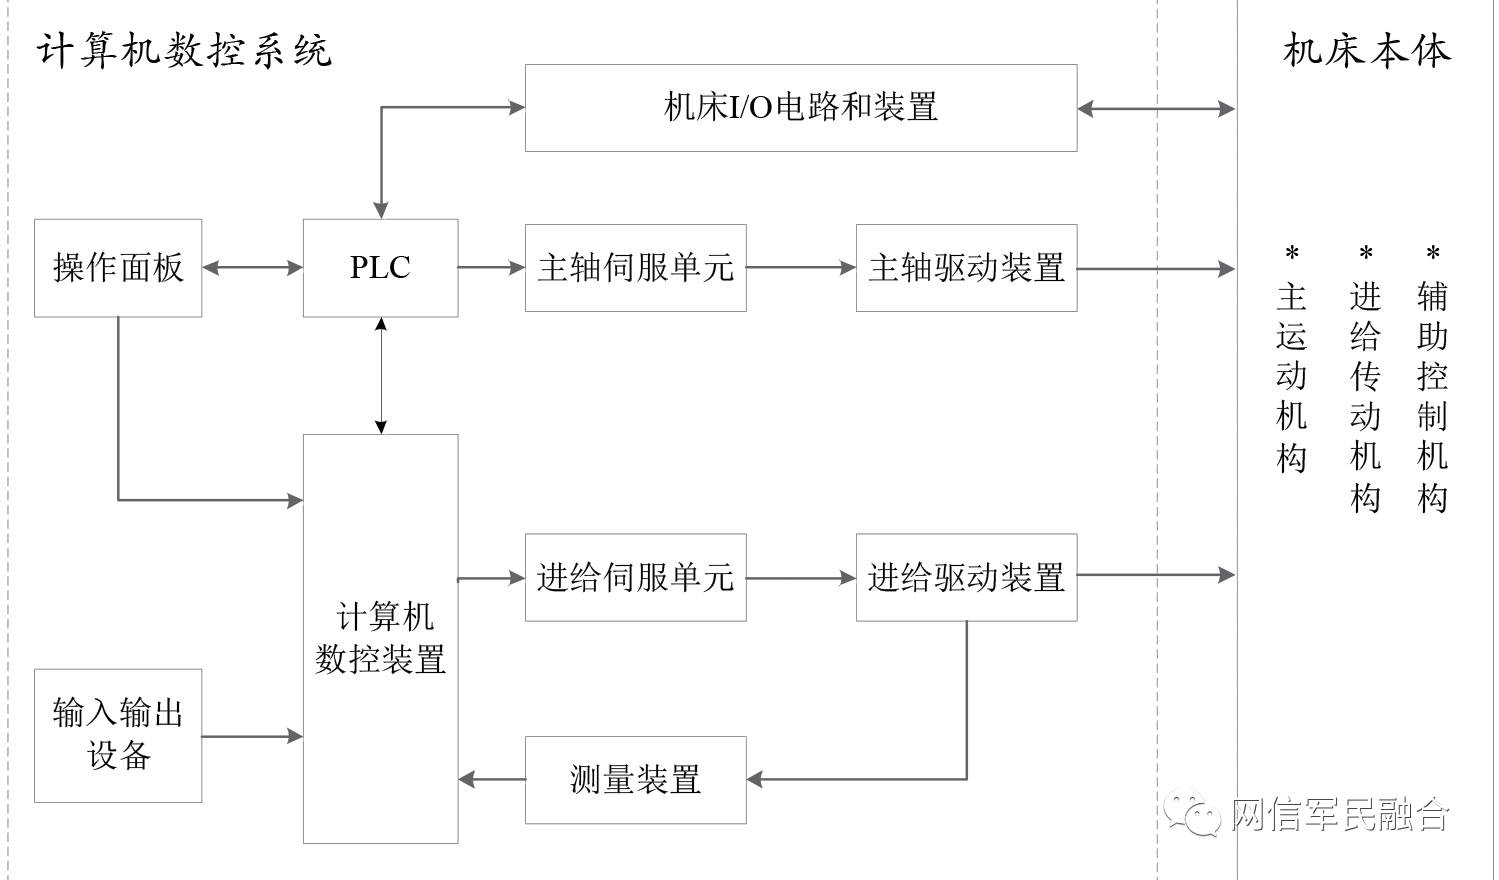 计算机数控系统
机床本体
机床I/O电路和装置
操作面板
PLC
主轴伺服单元
主轴驱动装置
*主运动机构
*进给传动机构
*辅助控制机构
计算机
数控装置
进给伺服单元
进给驱动装置
输入输出
设备
测量装置
网信军民融合